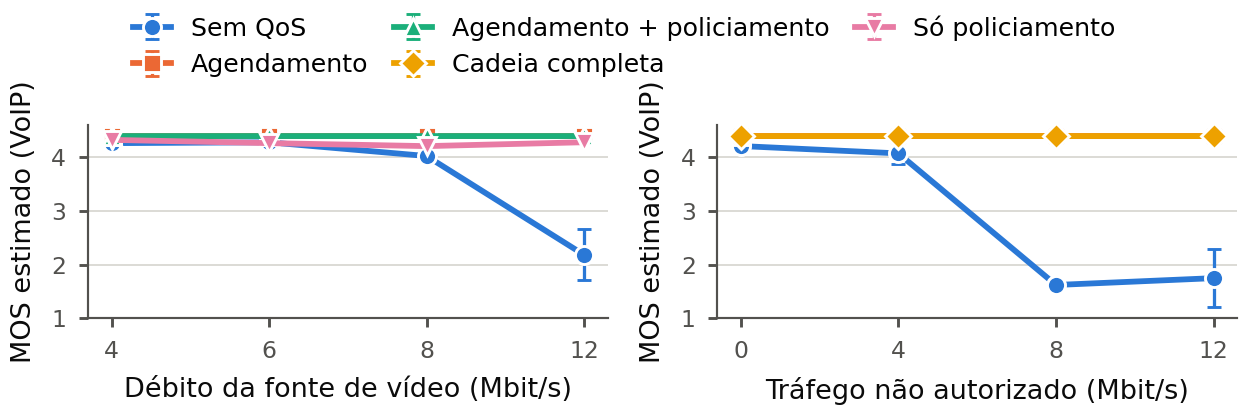 Sem QoS
Agendamento + policiamento
Só policiamento
Agendamento
Cadeia completa
MOS estimado (VoIP)
4
3
2
1
4
6
8
12
Débito da fonte de vídeo (Mbit/s)
MOS estimado (VoIP)
4
3
2
1
0
4
8
12
Tráfego não autorizado (Mbit/s)